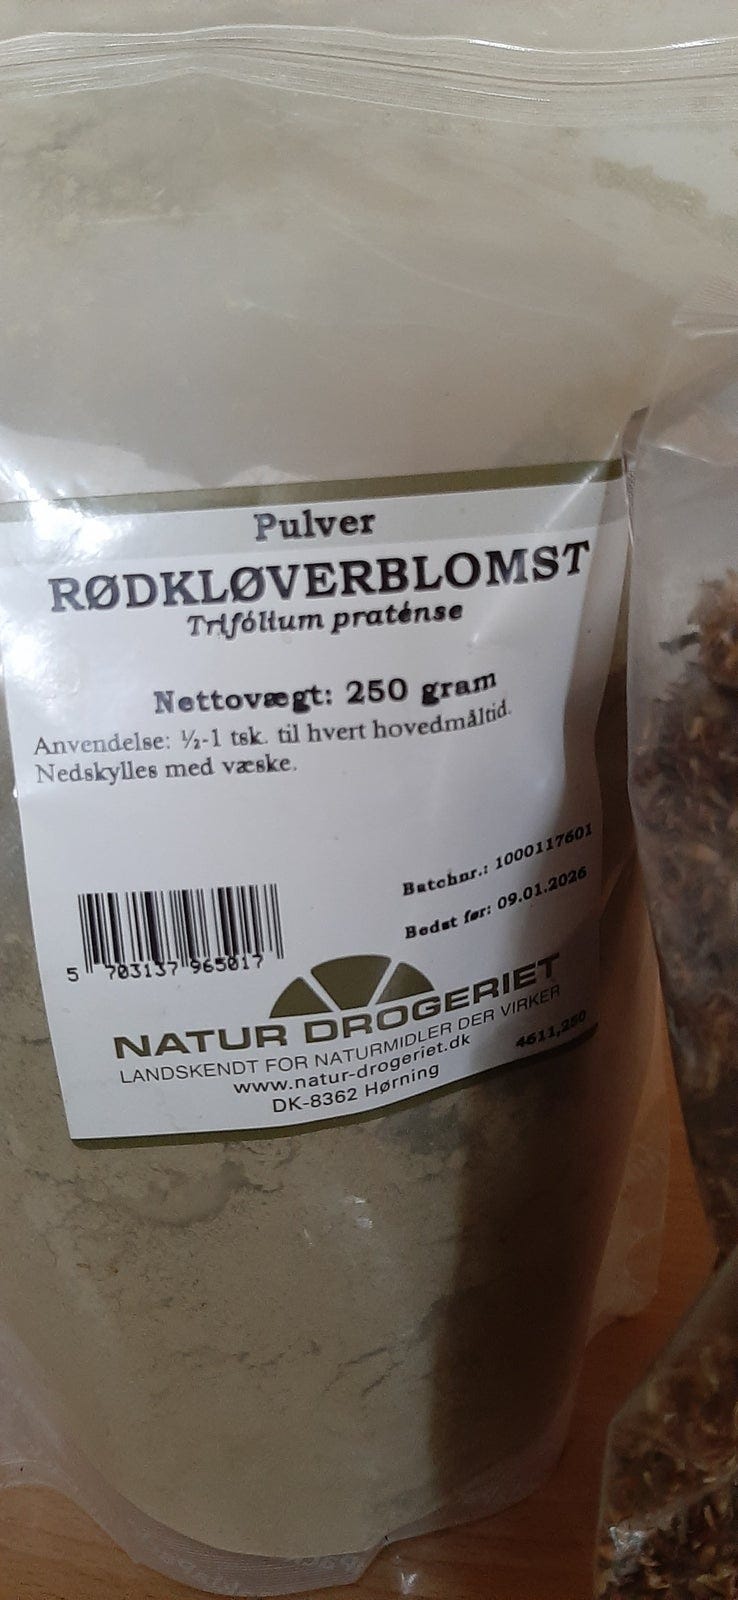 Pulver
RØDKLØVERBLOMST
Trifólium praténse
Nettovægt: 250 gram
Anvendelse: ½-1 tsk. til hvert hovedmåltid.
Nedskylles med væske.
Batchnr.: 1000117601
Bedst før: 09.01.2026
5 703137 965017
NATUR DROGERIET
LANDSKENDT FOR NATURMIDLER DER VIRKER
www.natur-drogeriet.dk
4611,250
DK-8362 Hørning